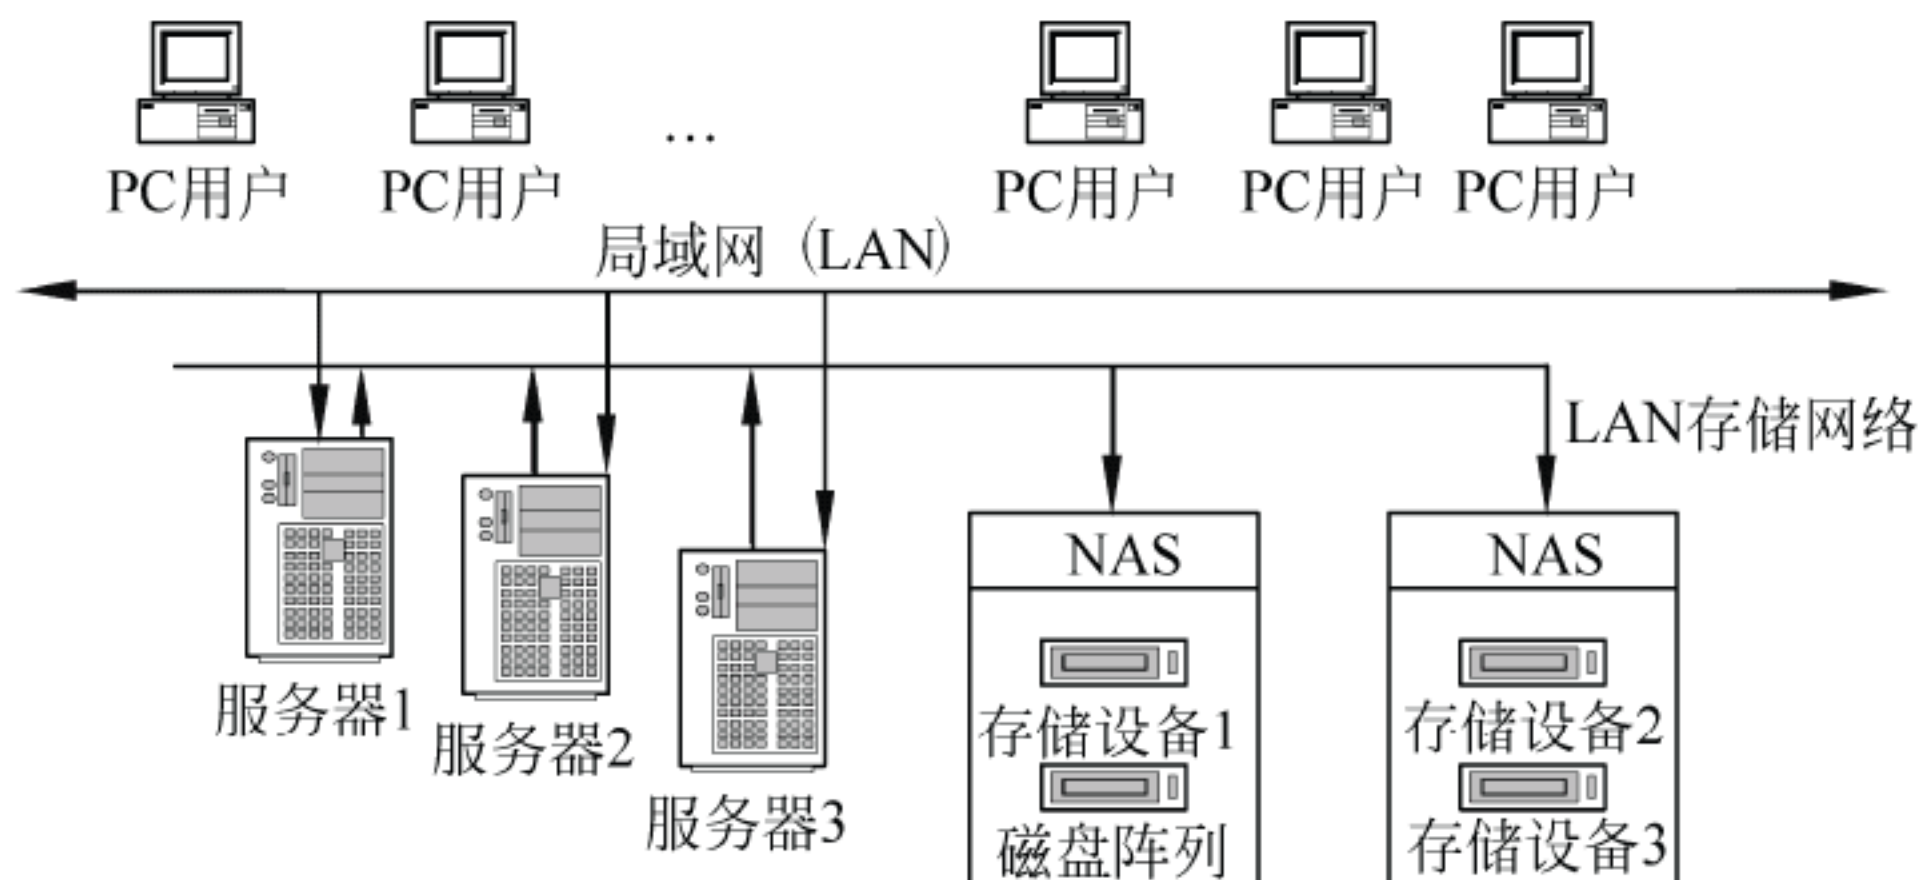 …
PC用户 PC用户 PC用户 PC用户 PC用户
局域网 (LAN)
LAN存储网络
NAS NAS
服务器1
服务器2
服务器3
存储设备1 存储设备2
磁盘阵列 存储设备3